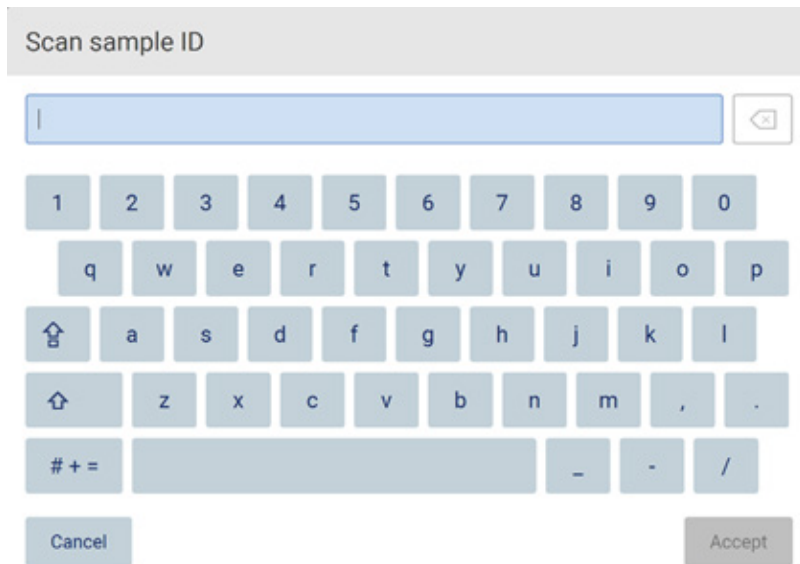 Scan sample ID
1 2 3 4 5 6 7 8 9 0
q w e r t y u i o p
a s d f g h j k l
z x c v b n m , .
# + = _ - /
Cancel Accept